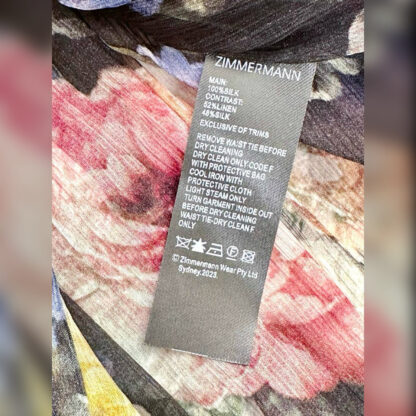 ZIMMERMANN
MAIN:
100%SILK
CONTRAST:
52%LINEN
48%SILK
EXCLUSIVE OF TRIMS
REMOVE WAIST TIE BEFORE
DRY CLEANING
DRY CLEAN ONLY-CODE F
WITH PROTECTIVE BAG
COOL IRON WITH
PROTECTIVE CLOTH
LIGHT STEAM ONLY
TURN GARMENT INSIDE OUT
BEFORE DRY CLEANING
WAIST TIE-DRY CLEAN F
ONLY
© Zimmermann Wear Pty Ltd
Sydney.2023.